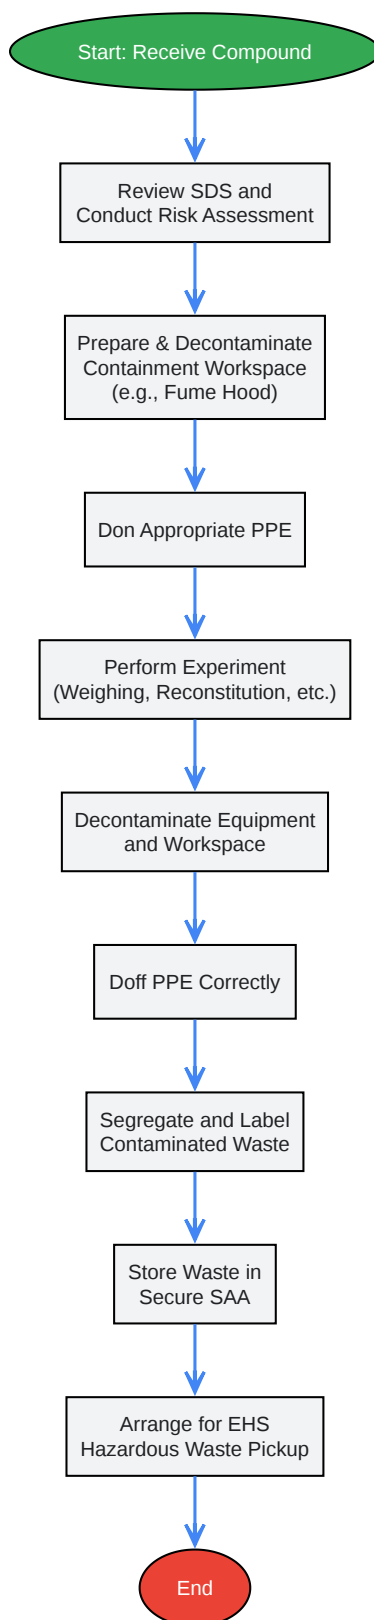 Start: Receive Compound
Review SDS and
Conduct Risk Assessment
Prepare & Decontaminate
Containment Workspace
(e.g., Fume Hood)
Don Appropriate PPE
Perform Experiment
(Weighing, Reconstitution, etc.)
Decontaminate Equipment
and Workspace
Doff PPE Correctly
Segregate and Label
Contaminated Waste
Store Waste in
Secure SAA
Arrange for EHS
Hazardous Waste Pickup
End